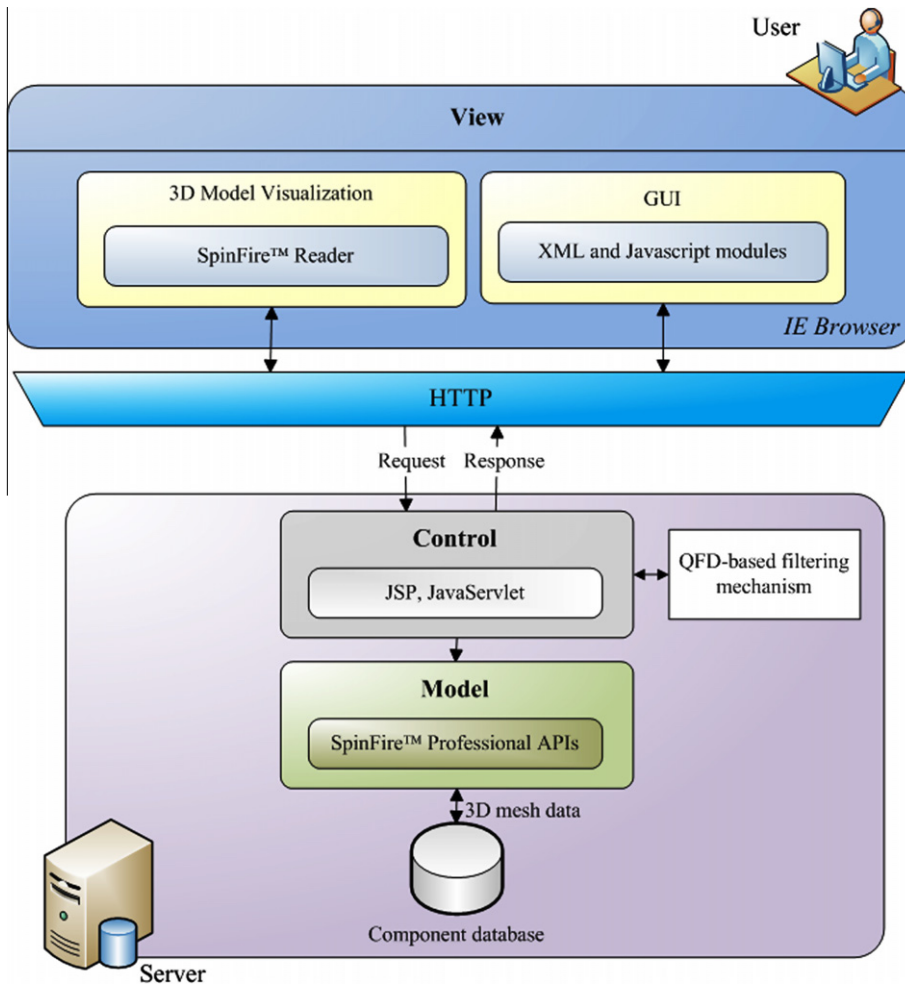 User
View
3D Model Visualization
GUI
SpinFire™ Reader
XML and Javascript modules
IE Browser
HTTP
Request
Response
Control
JSP, JavaServlet
QFD-based filtering
mechanism
Model
SpinFire™ Professional APIs
3D mesh data
Component database
Server